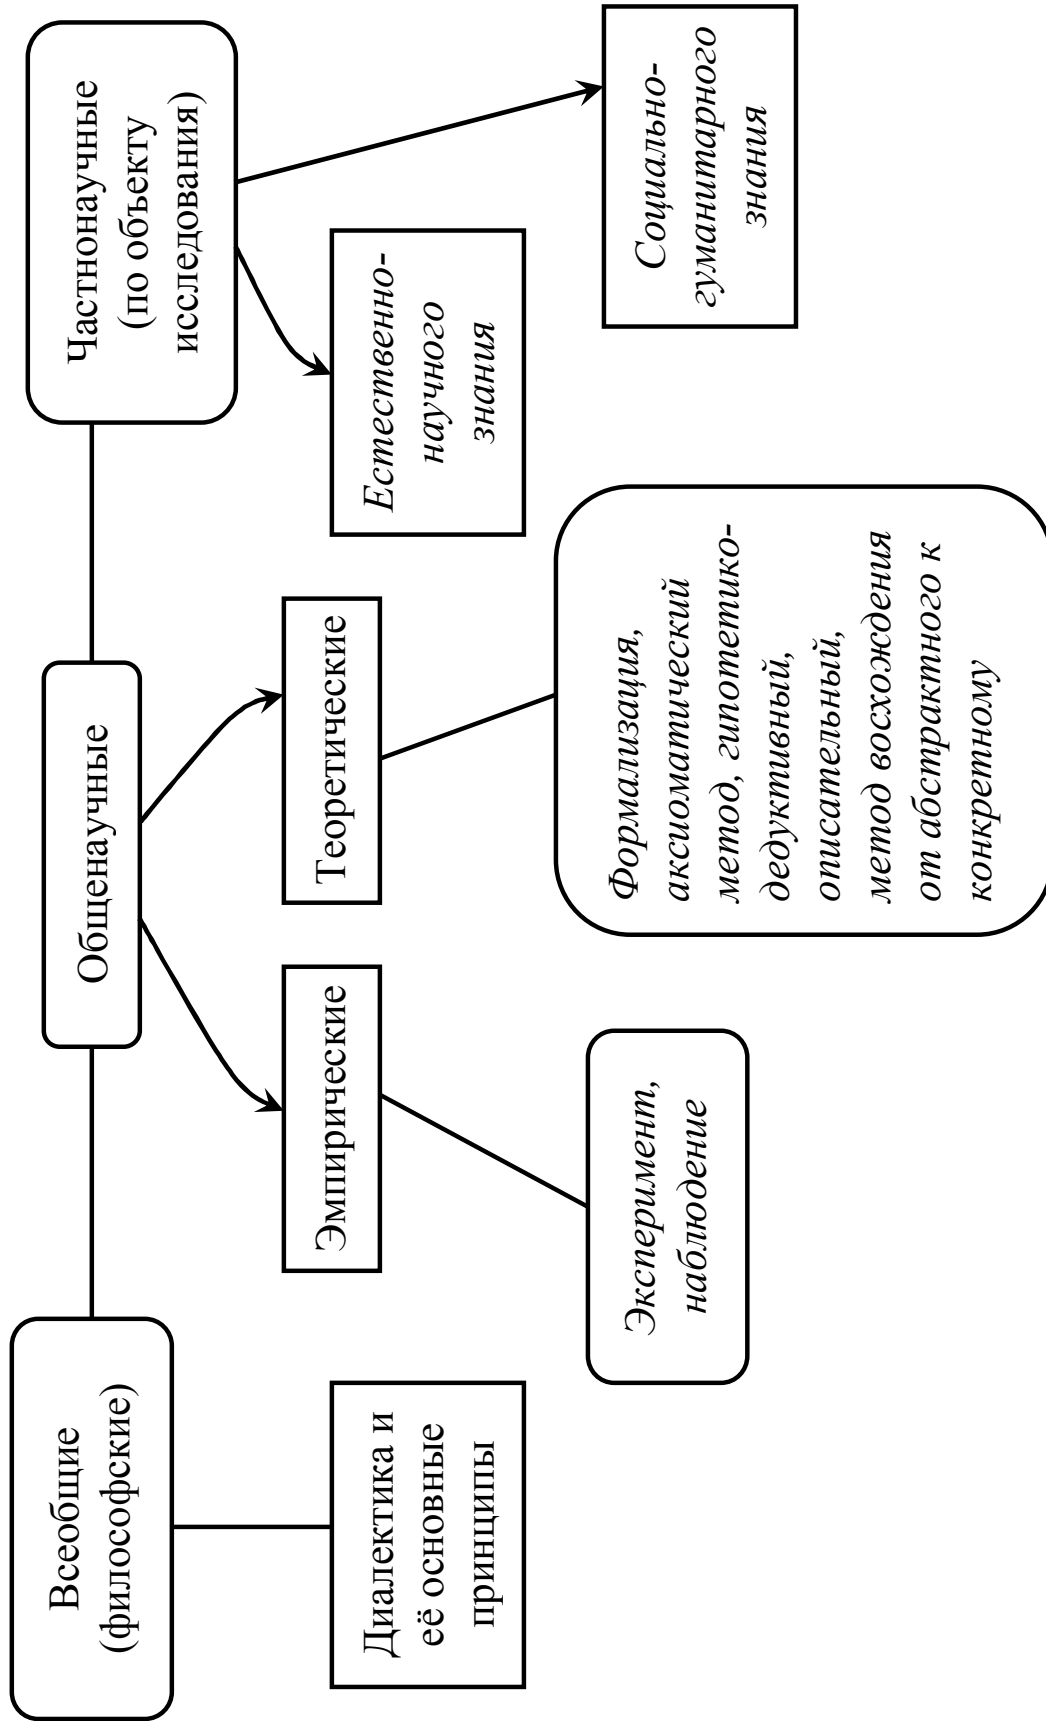 Всеобщие
(философские)
Общенаучные
Частнонаучные
(по объекту
исследования)
Диалектика и
её основные
принципы
Эмпирические
Теоретические
Естественно-
научного
знания
Социально-
гуманитарного
знания
Эксперимент,
наблюдение
Формализация,
аксиоматический
метод, гипотетико-
дедуктивный,
описательный,
метод восхождения
от абстрактного к
конкретному